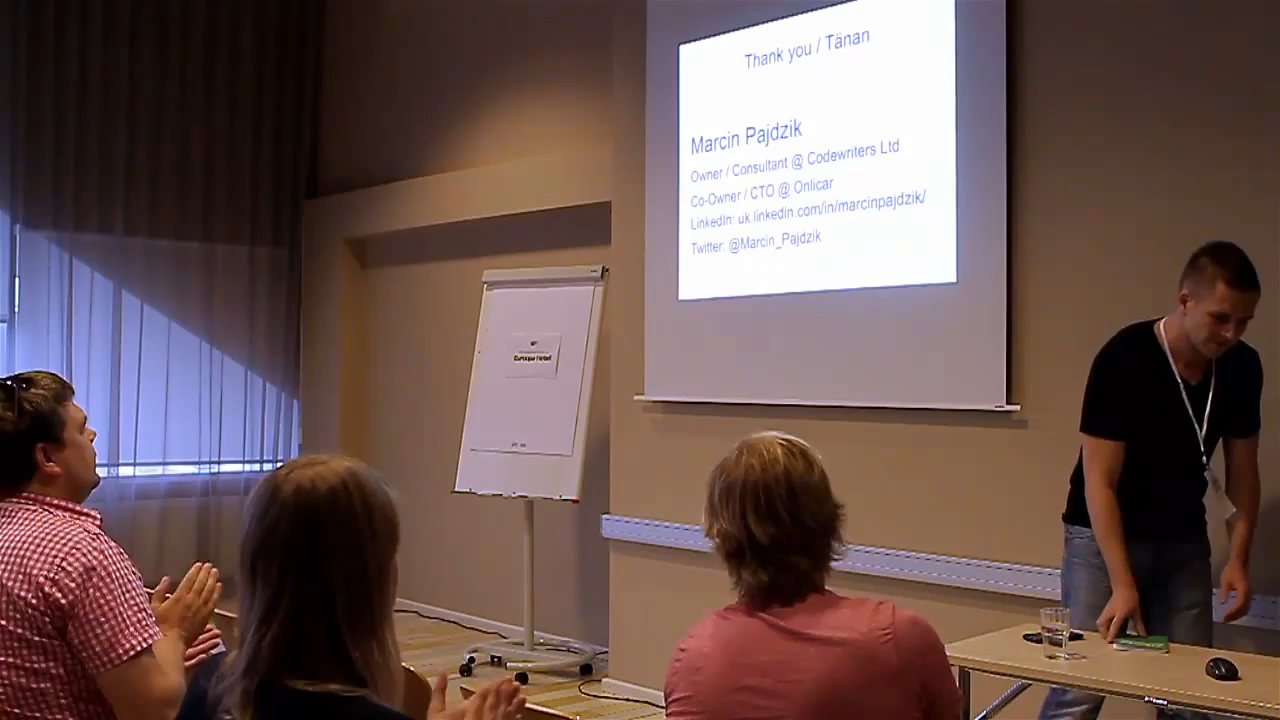 Thank you / Tänan
Marcin Pajdzik
Owner / Consultant @ Codewriters Ltd
Co-Owner / CTO @ Onlicar
LinkedIn: uk.linkedin.com/in/marcinpajdzik/
Twitter: @Marcin_Pajdzik